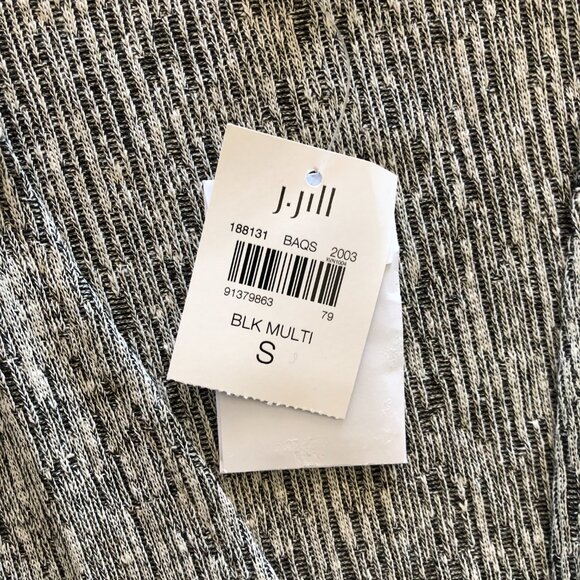 J.Jill
188131 BAQS 2003
91379863 79
BLK MULTI
S